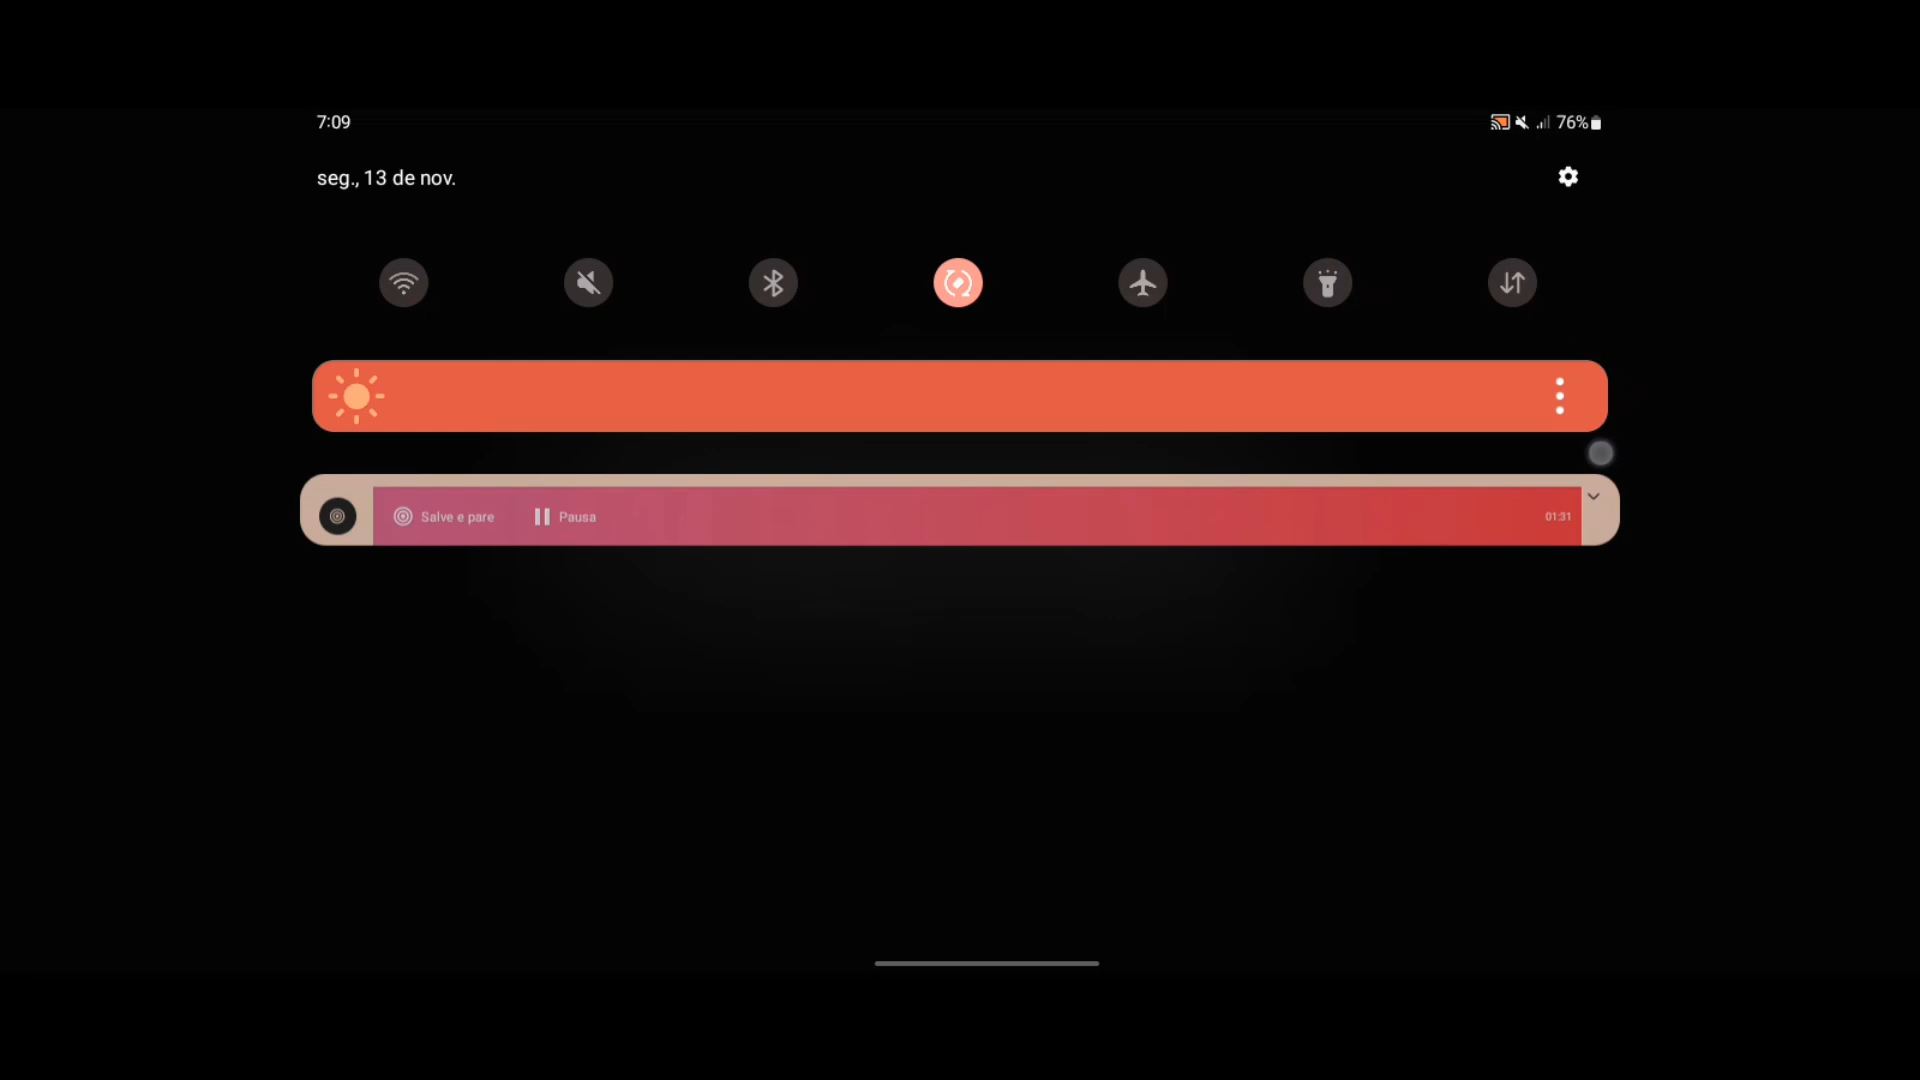 7:09
76%
seg., 13 de nov.
Salve e pare
Pausa
01:31